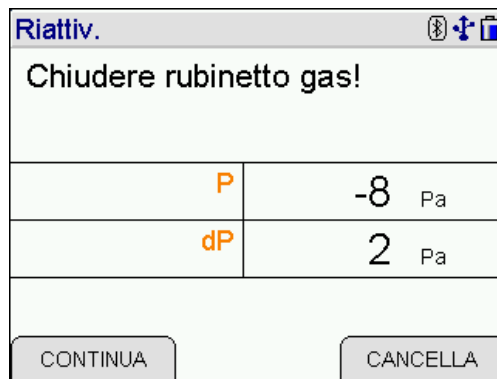 Riattiv.
Chiudere rubinetto gas!
P -8 Pa
dP 2 Pa
CONTINUA CANCELLA